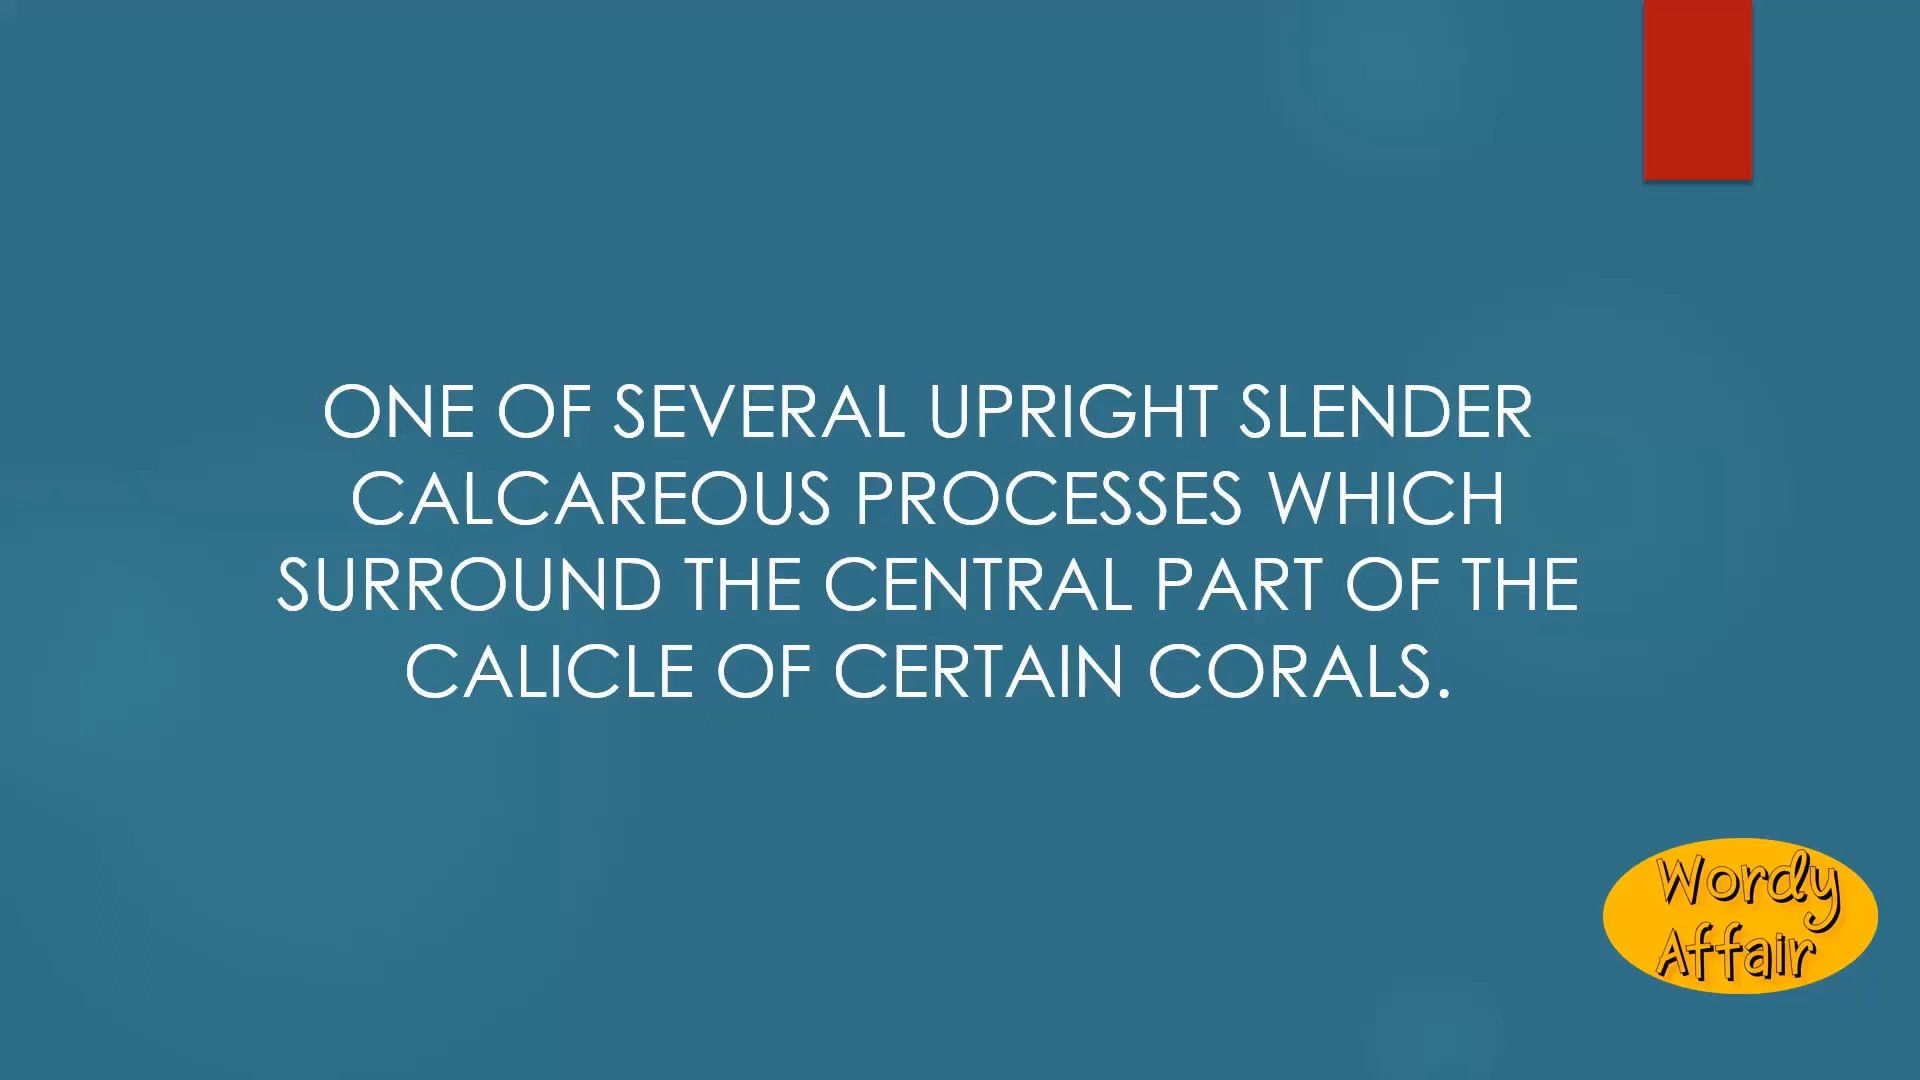 ONE OF SEVERAL UPRIGHT SLENDER
CALCAREOUS PROCESSES WHICH
SURROUND THE CENTRAL PART OF THE
CALICLE OF CERTAIN CORALS.
Wordy
Affair